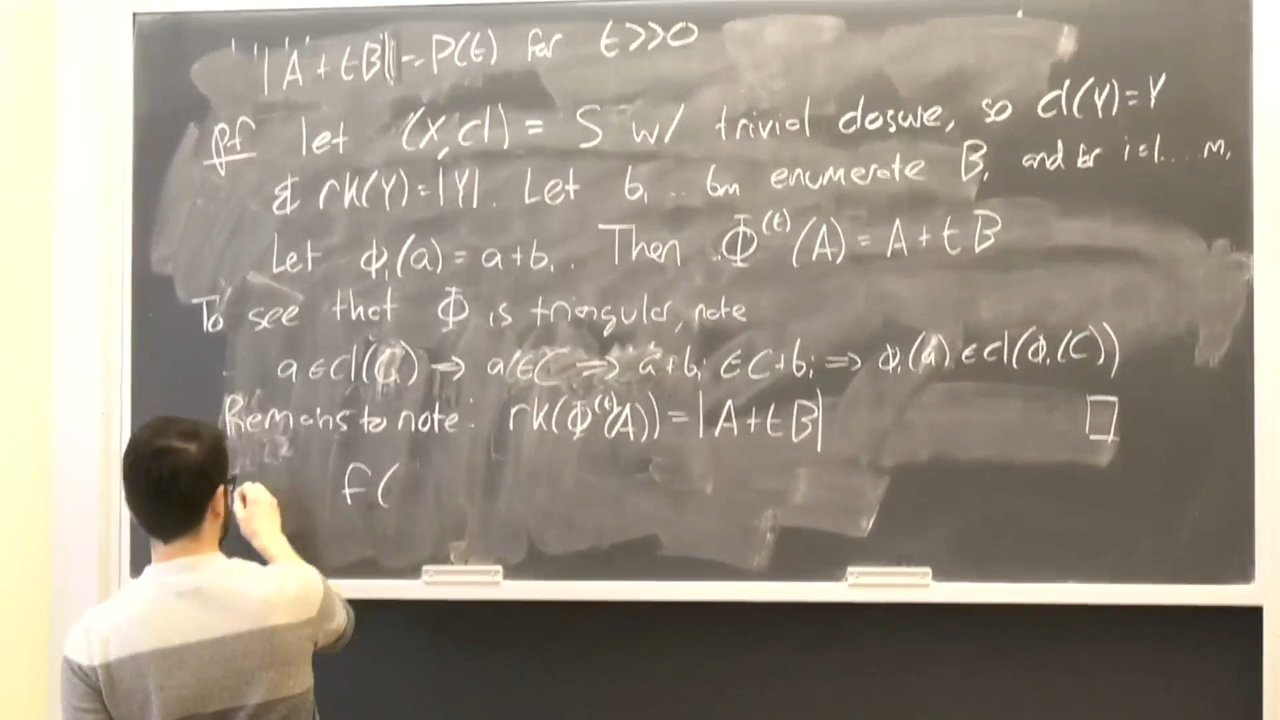 |A + tB| = P(t) for t>>0
pf let (X, cl) = S w/ trivial closure, so cl(Y)=Y
& rk(Y)=|Y|. Let b, .. bm enumerate B, and for i=1....m,
Let ϕᵢ(a) = a+bᵢ. Then Φ⁽ᵗ⁾(A) = A+tB
To see that Φ is triangular, note
a∈cl(C) ⇒ a∈C ⇒ a+bᵢ ∈C+bᵢ ⇒ ϕᵢ(a) ∈cl(ϕᵢ(C))
Remains to note: rk(Φ⁽ᵗ⁾(A)) = |A+tB| □
f(